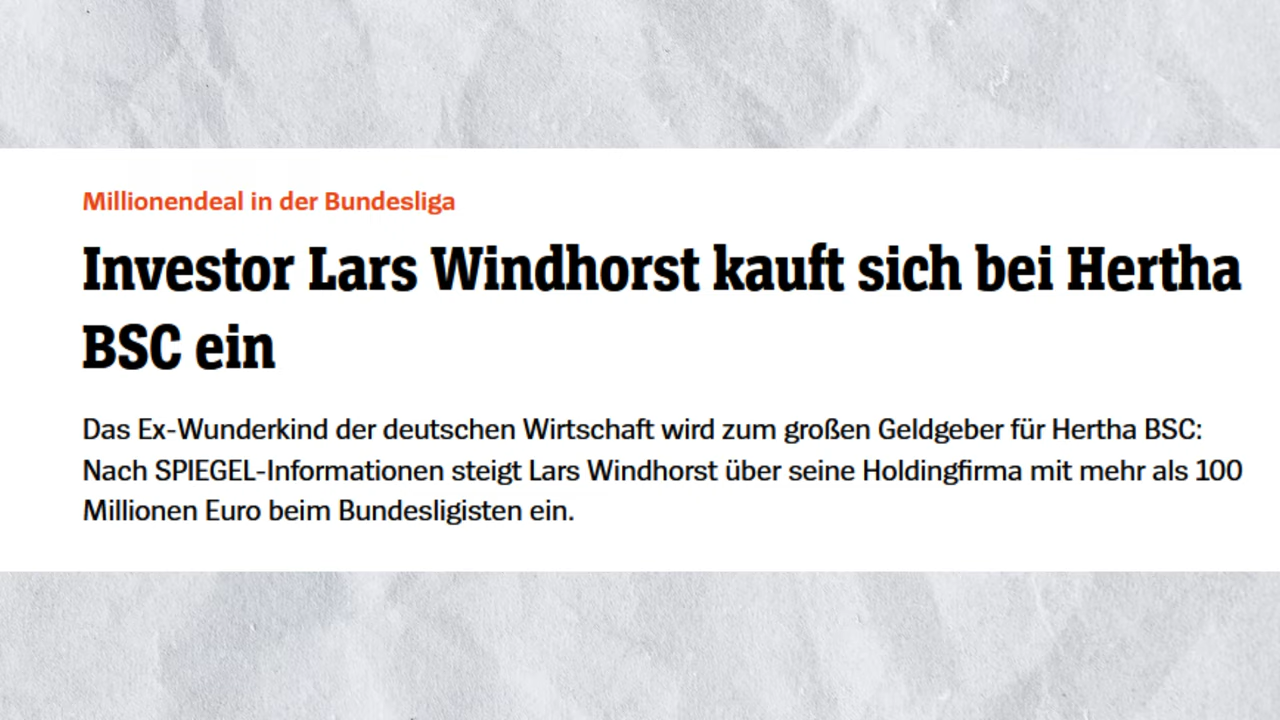 Millionendeal in der Bundesliga
Investor Lars Windhorst kauft sich bei Hertha
BSC ein
Das Ex-Wunderkind der deutschen Wirtschaft wird zum großen Geldgeber für Hertha BSC:
Nach SPIEGEL-Informationen steigt Lars Windhorst über seine Holdingfirma mit mehr als 100
Millionen Euro beim Bundesligisten ein.